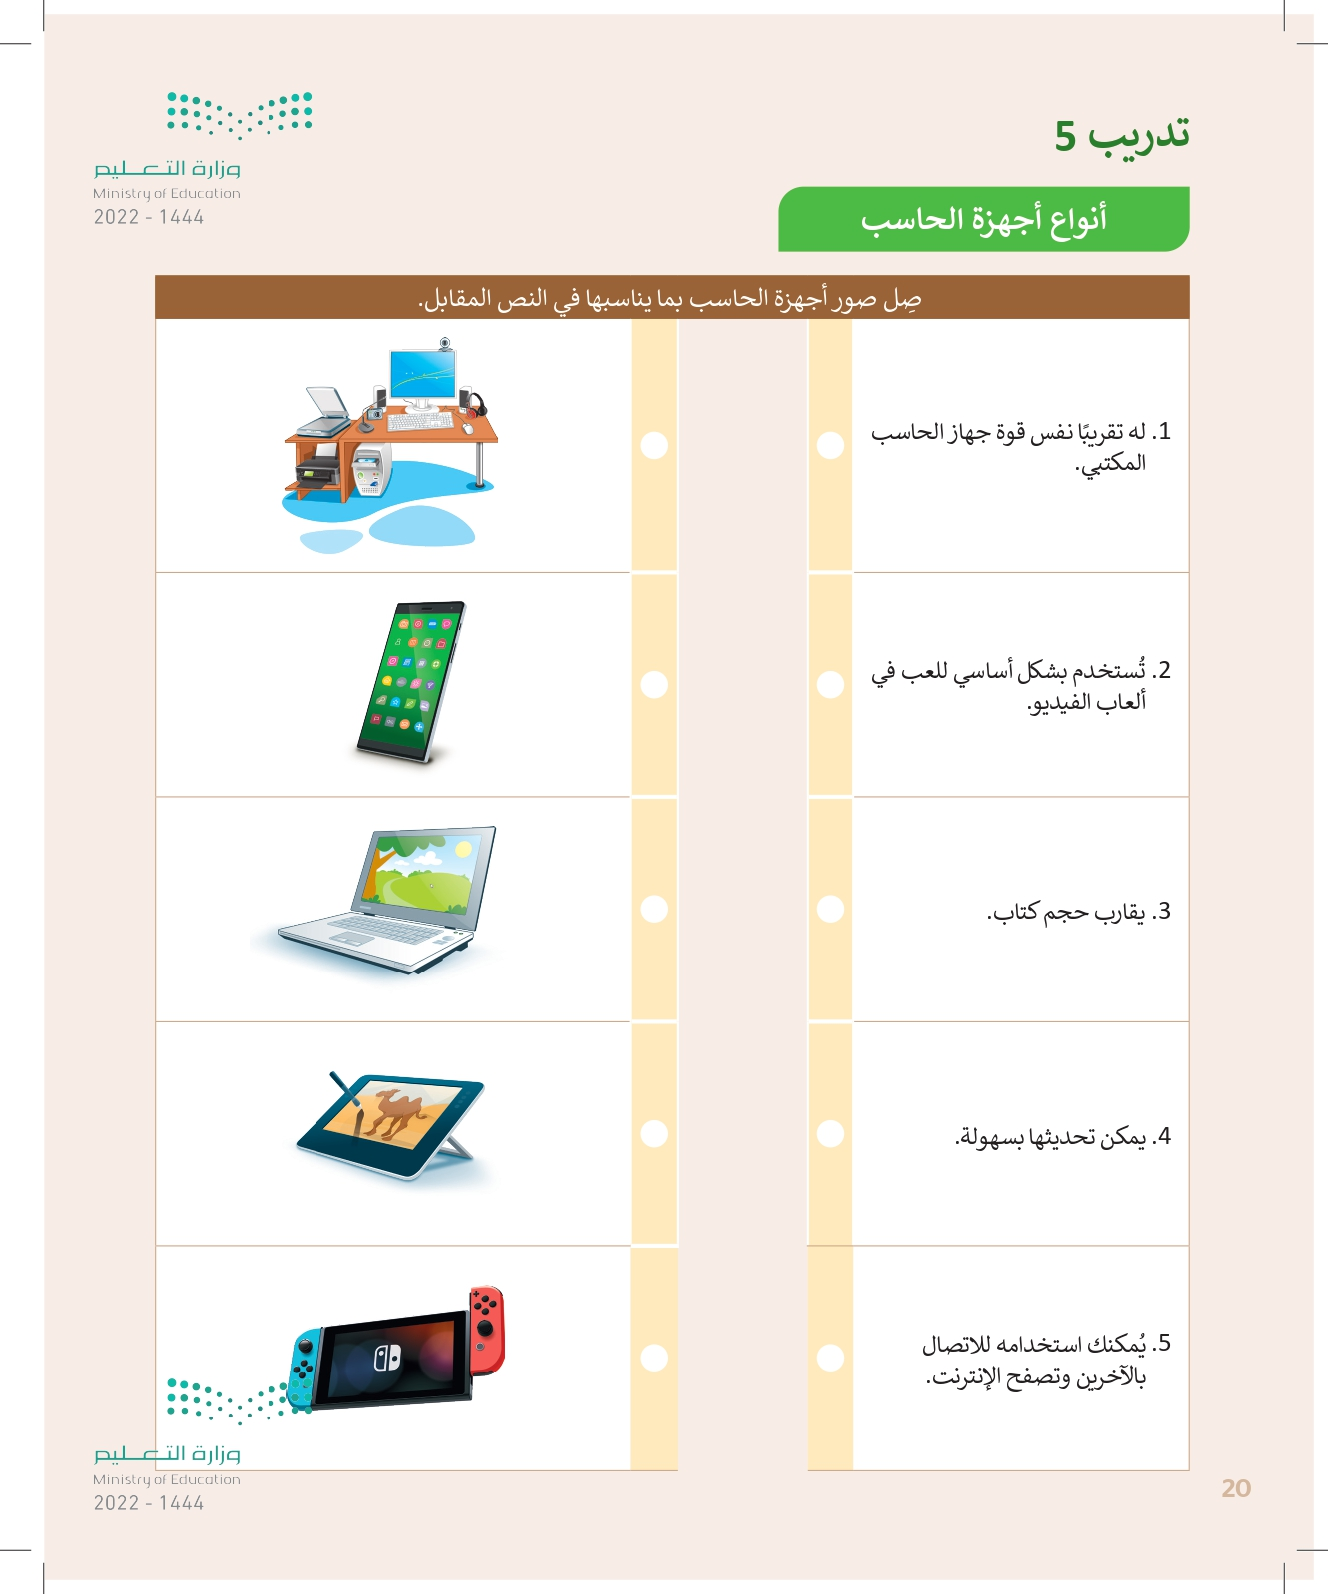 وزارة التعليم
Ministry of Education
2022 - 1444
تدريب 5
أنواع أجهزة الحاسب
صِل صور أجهزة الحاسب بما يناسبها في النص المقابل.
1. له تقريبًا نفس قوة جهاز الحاسب
المكتبي.
2. تُستخدم بشكل أساسي للعب في
ألعاب الفيديو.
3. يقارب حجم كتاب.
4. يمكن تحديثها بسهولة.
5. يُمكنك استخدامه للاتصال
بالآخرين وتصفح الإنترنت.
وزارة التعليم
Ministry of Education
2022 - 1444
20